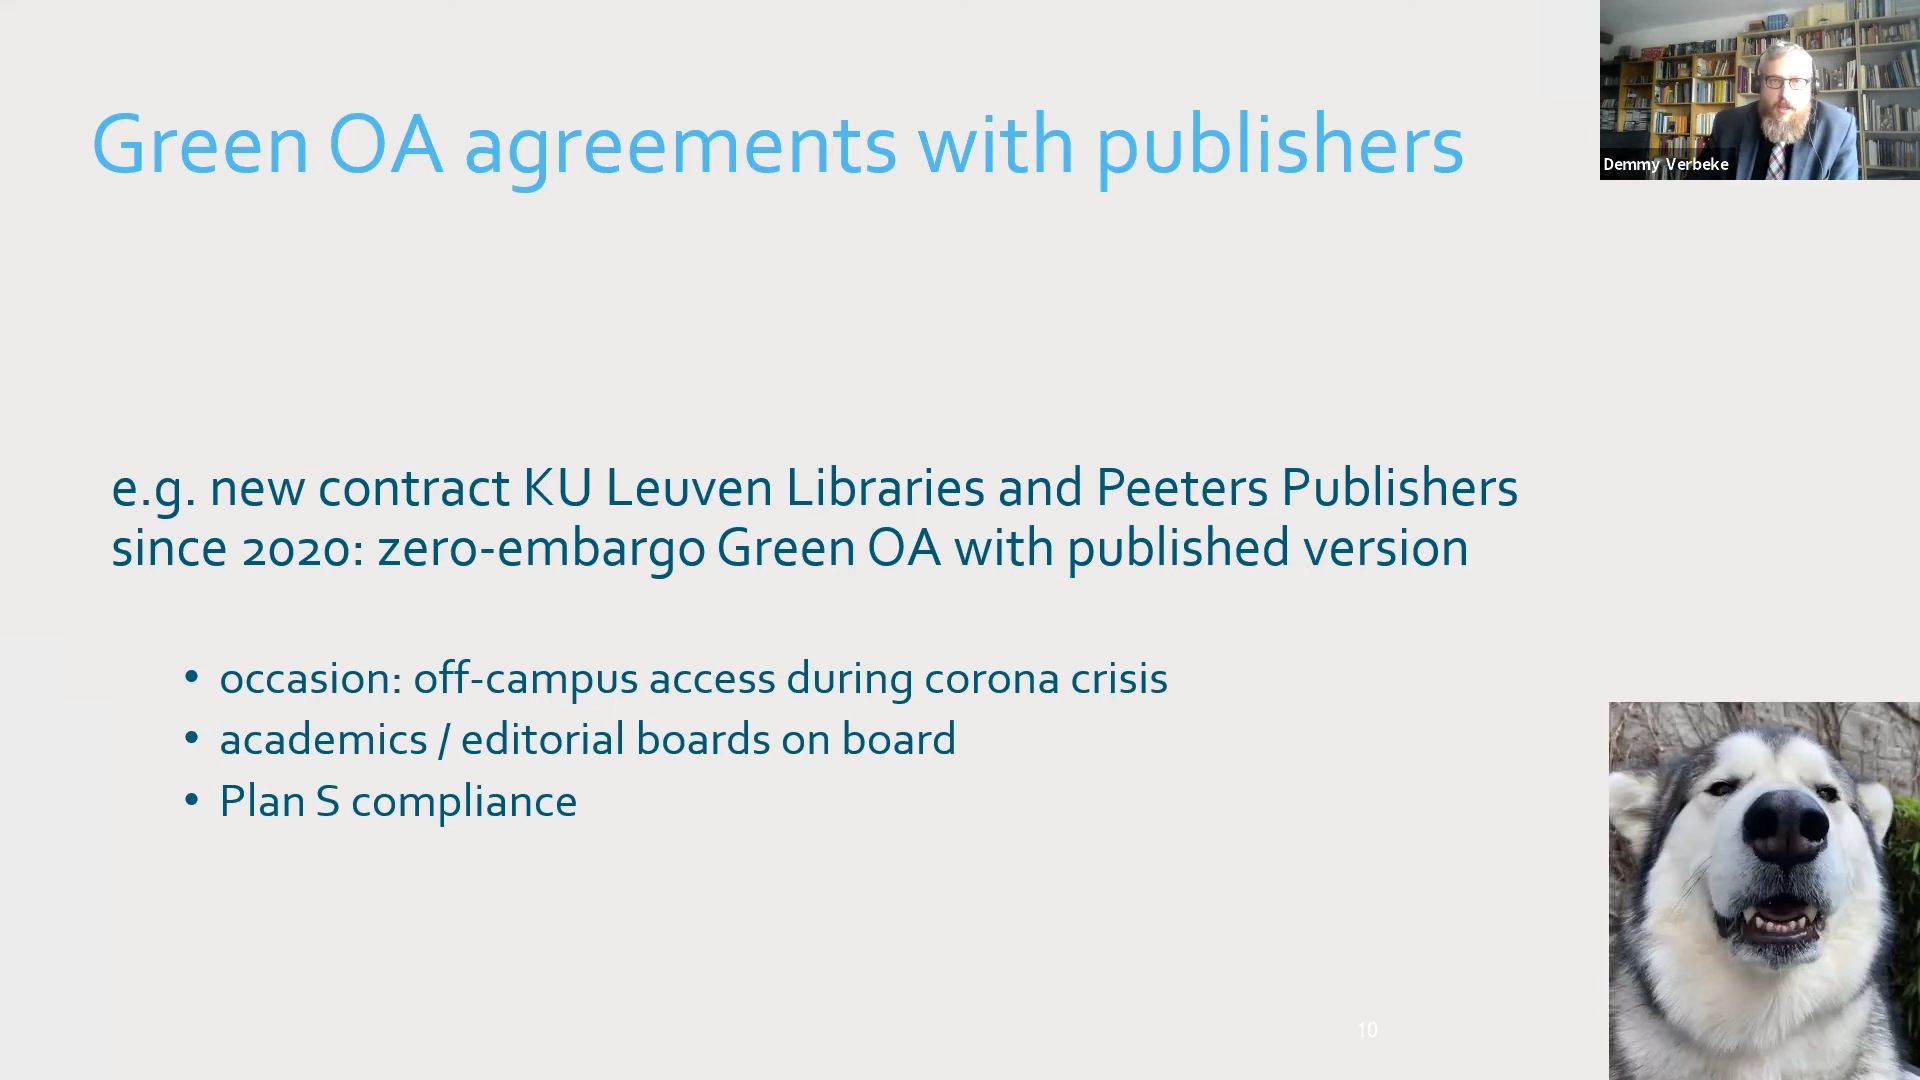 Green OA agreements with publishers
Demmy Verbeke
e.g. new contract KU Leuven Libraries and Peeters Publishers
since 2020: zero-embargo Green OA with published version
• occasion: off-campus access during corona crisis
• academics / editorial boards on board
• Plan S compliance
10